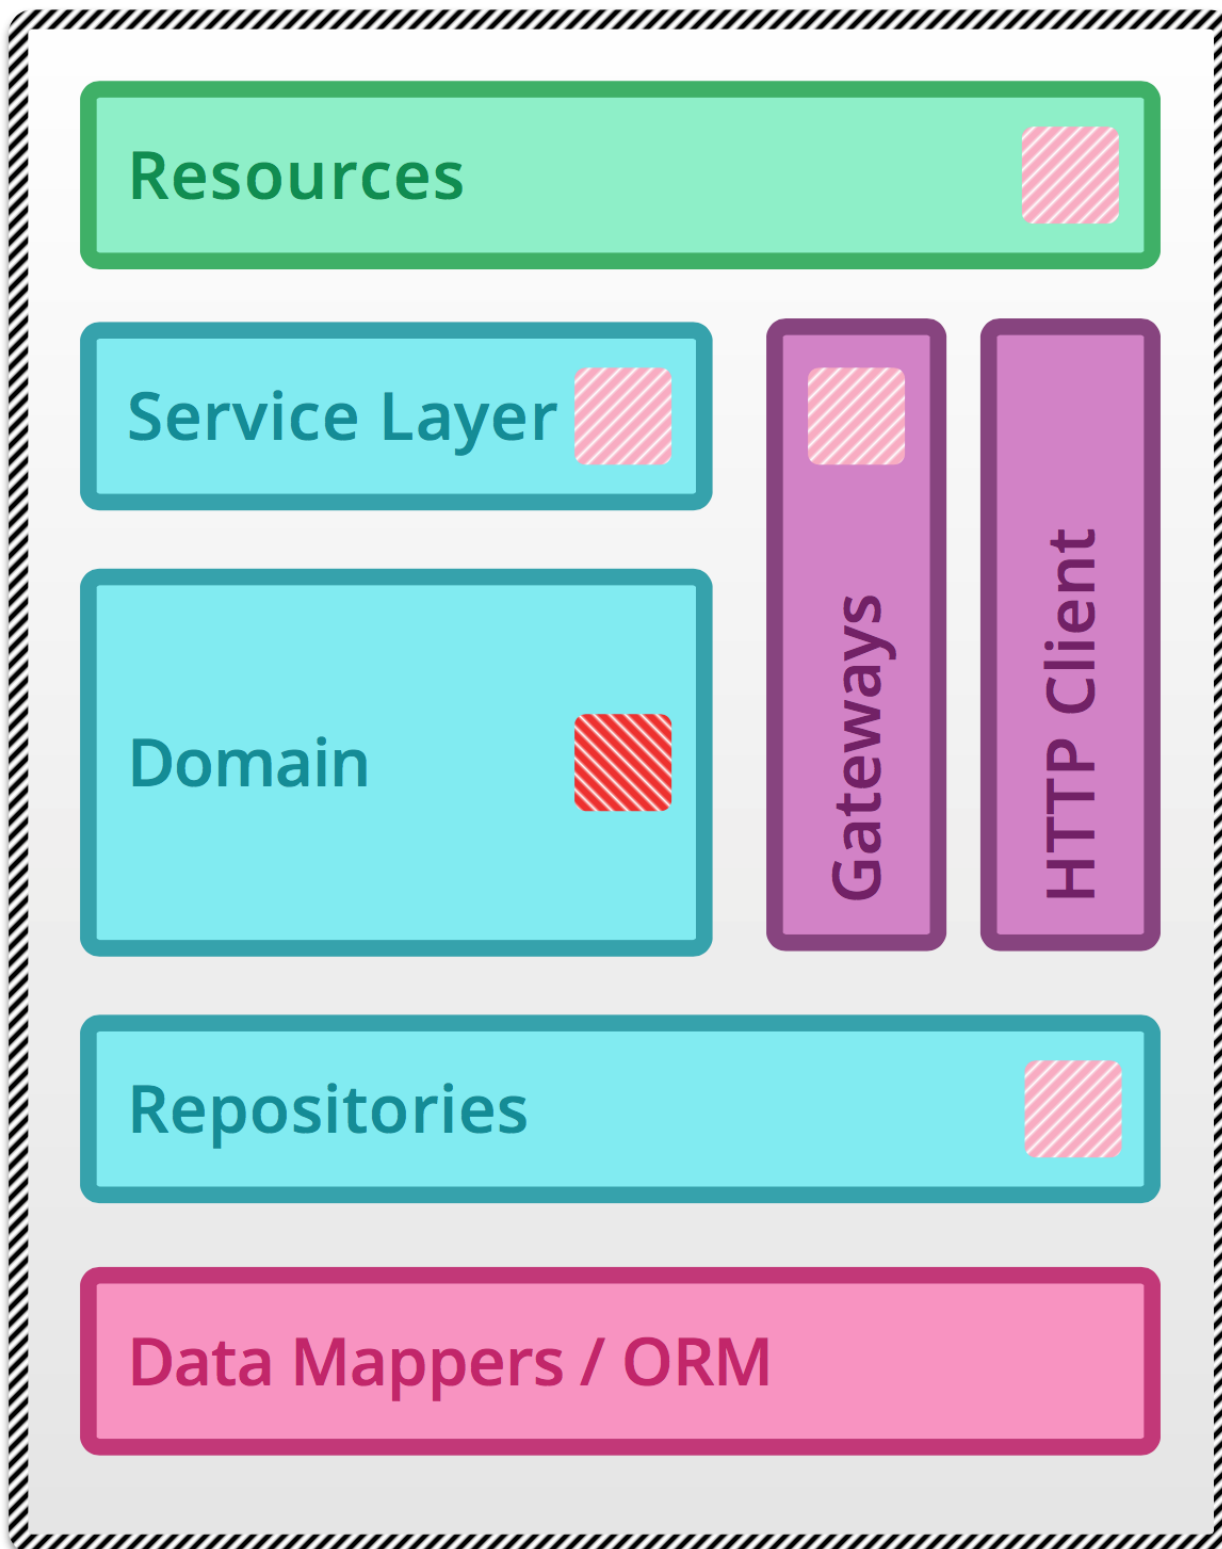 Resources
Service Layer
Gateways
HTTP Client
Domain
Repositories
Data Mappers / ORM